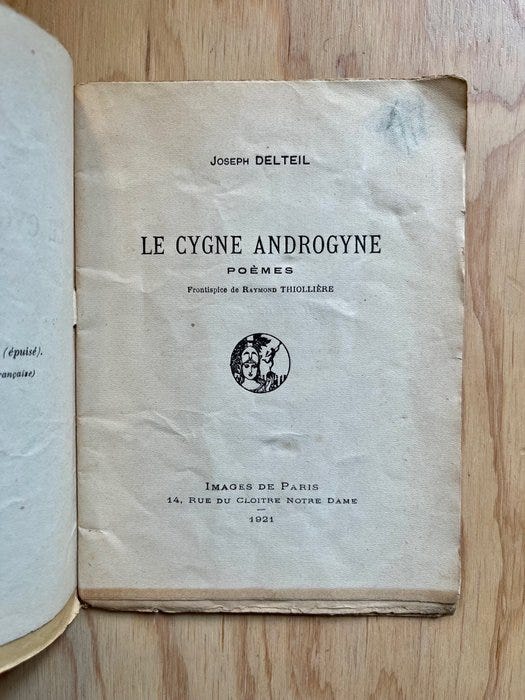 (épuisé).
rançaise)
Joseph DELTEIL
LE CYGNE ANDROGYNE
POÈMES
Frontispice de Raymond THIOLLIÈRE
Images de Paris
14, Rue du Cloitre Notre Dame
1921